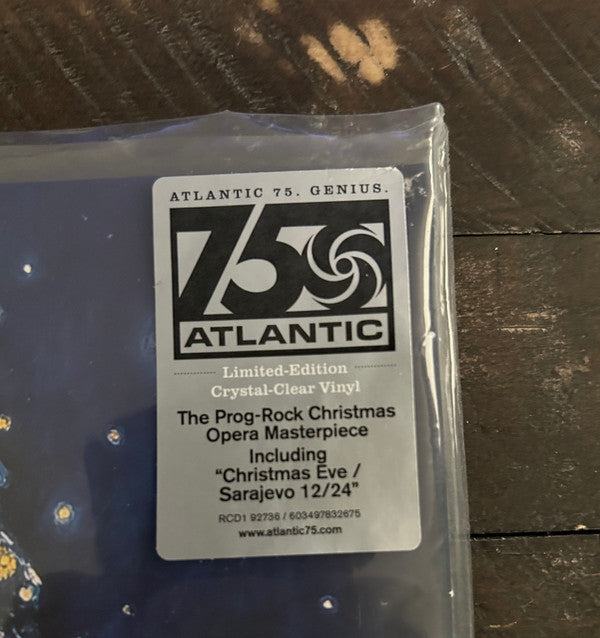 ATLANTIC 75. GENIUS.
75
ATLANTIC
Limited-Edition
Crystal-Clear Vinyl
The Prog-Rock Christmas
Opera Masterpiece
Including
“Christmas Eve /
Sarajevo 12/24”
RCD1 92736 / 603497832675
www.atlantic75.com